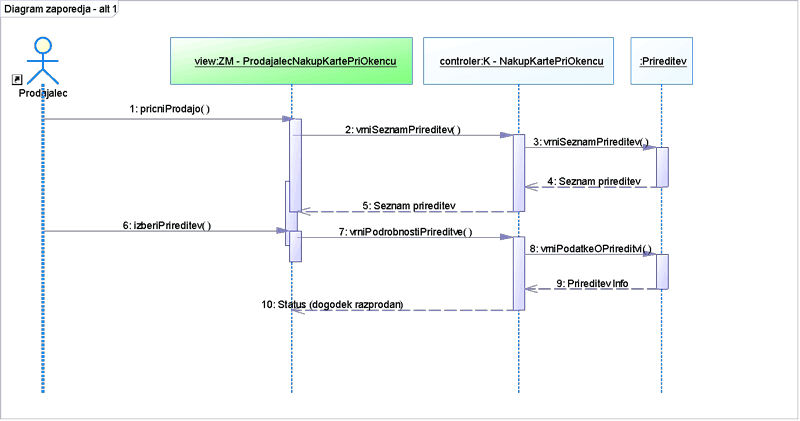 Diagram zaporedja - alt 1
view:ZM - ProdajalecNakupKartePriOkencu
controler:K - NakupKartePriOkencu
:Prireditev
Prodajalec
1: pricniProdajo( )
2: vrniSeznamPrireditev( )
3: vrniSeznamPrireditev( )
4: Seznam prireditev
5: Seznam prireditev
6: izberiPrireditev( )
7: vrniPodrobnostiPrireditve( )
8: vrniPodatkeOPrireditvi( )
9: PrireditevInfo
10: Status (dogodek razprodan)